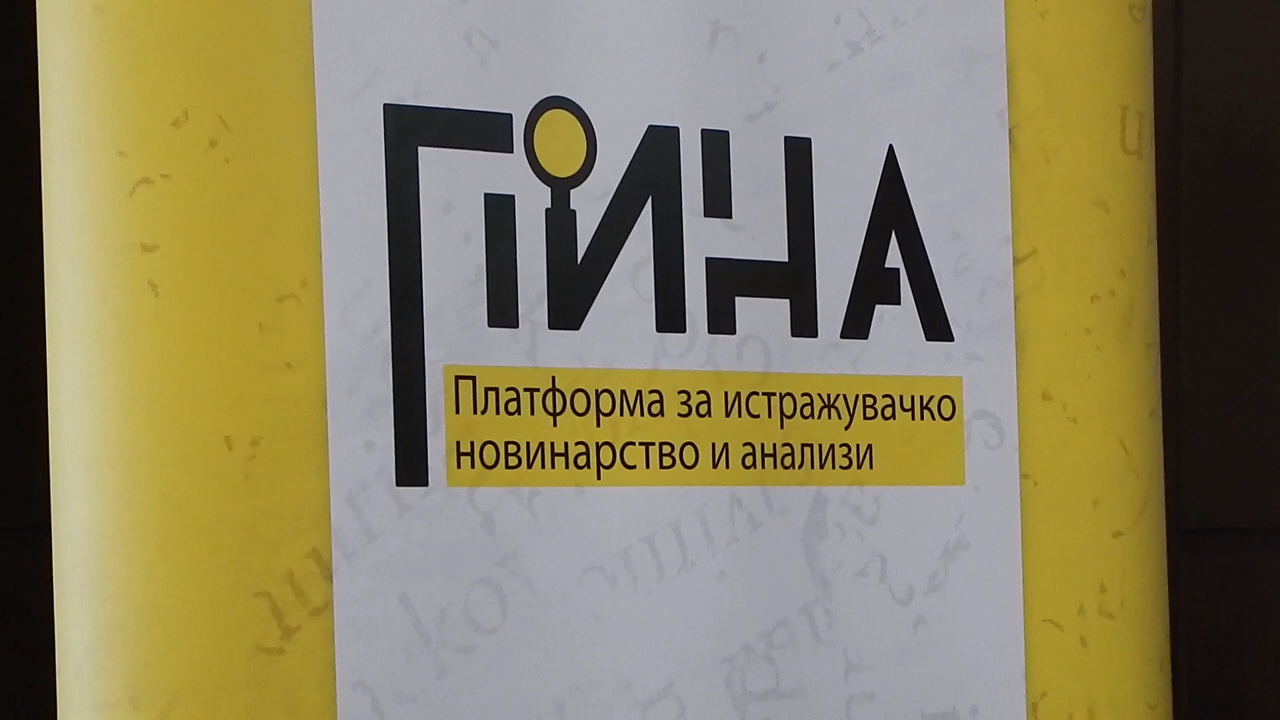 ПИНА
Платформа за истражувачко
новинарство и анализи